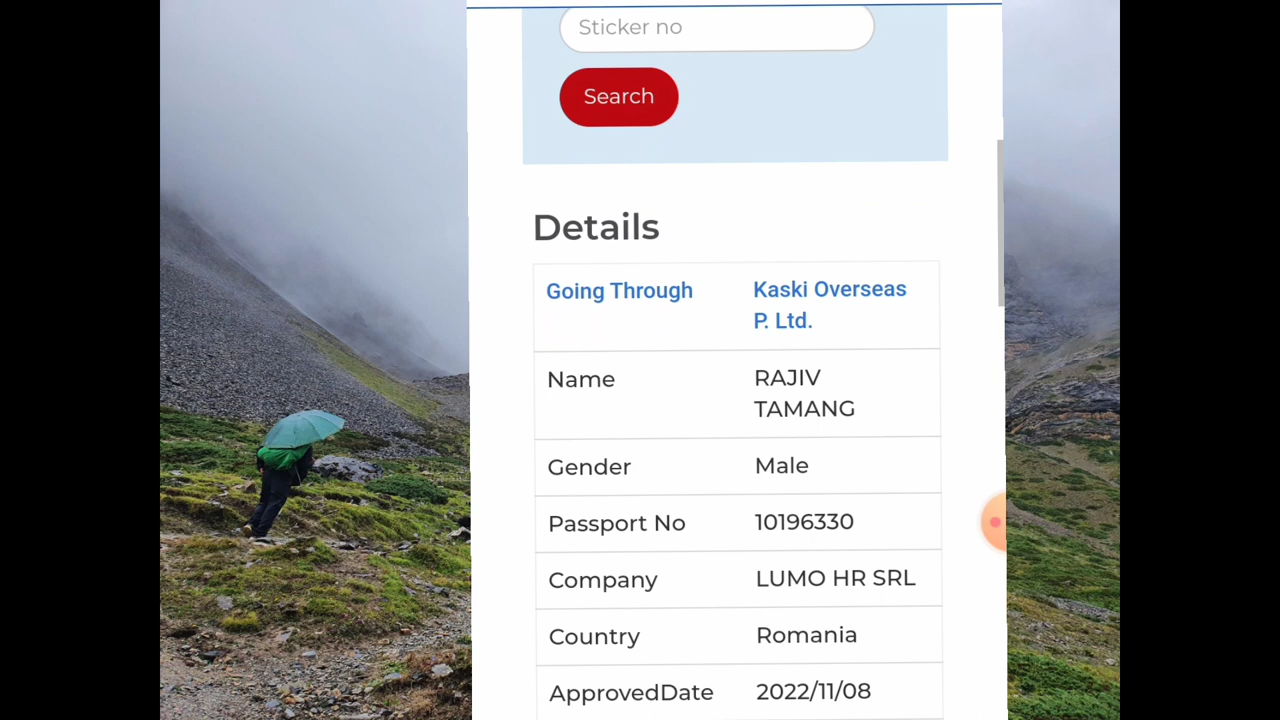 Sticker no
Search
Details
Going Through
Kaski Overseas
P. Ltd.
Name
RAJIV
TAMANG
Gender
Male
Passport No
10196330
Company
LUMO HR SRL
Country
Romania
ApprovedDate
2022/11/08